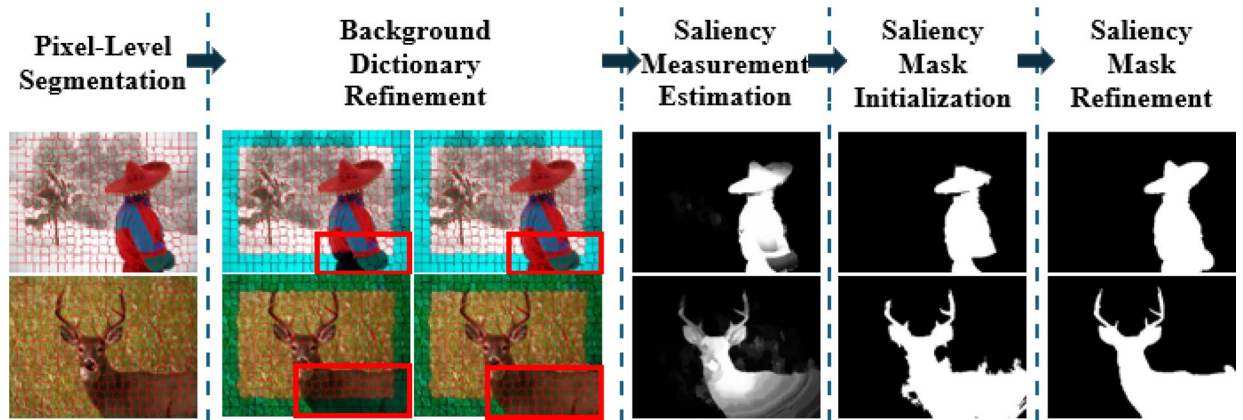 Pixel-Level
Segmentation
Background
Dictionary
Refinement
Saliency
Measurement
Estimation
Saliency
Mask
Initialization
Saliency
Mask
Refinement